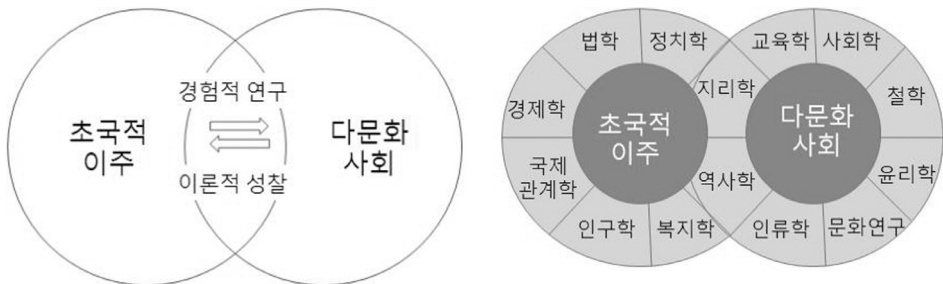 경험적 연구
초국적
이주
다문화
사회
이론적 성찰
법학
정치학
교육학
사회학
경제학
지리학
철학
초국적
이주
다문화
사회
국제
관계학
역사학
윤리학
인구학
복지학
인류학
문화연구